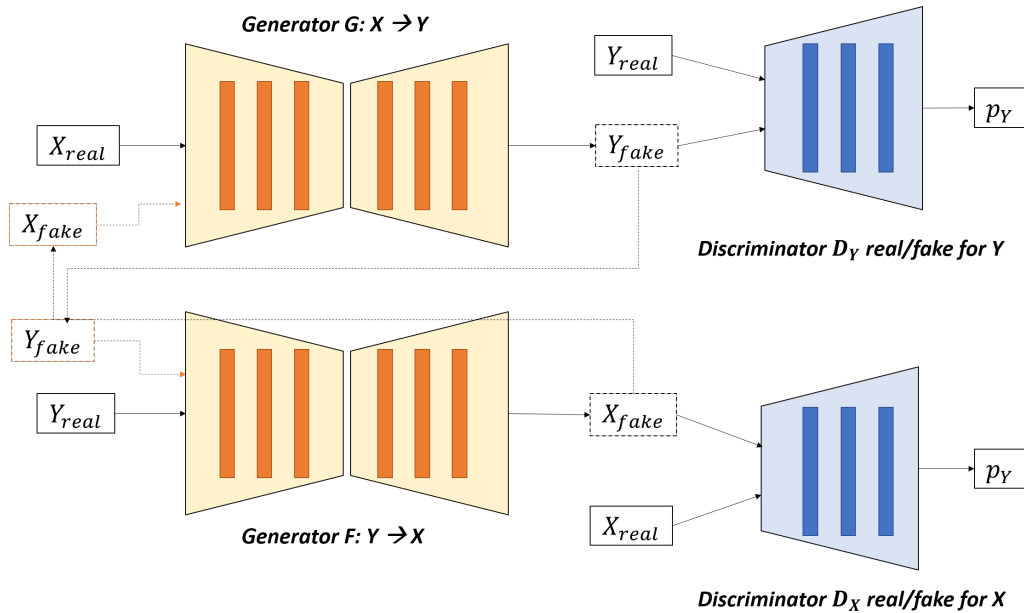 Generator G: X → Y
Y_real
p_Y
X_real
Y_fake
X_fake
Discriminator D_Y real/fake for Y
Y_fake
Y_real
X_fake
p_Y
X_real
Generator F: Y → X
Discriminator D_X real/fake for X